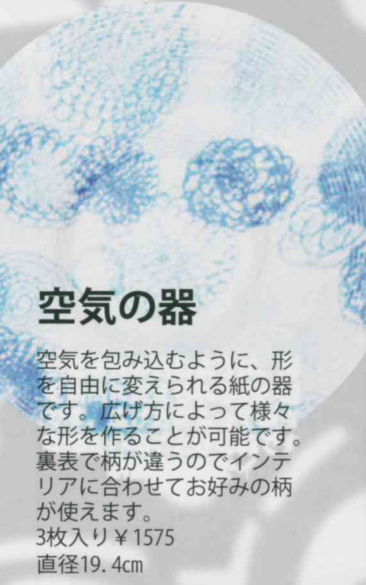 空気の器
空気を包み込むように、形
を自由に変えられる紙の器
です。広げ方によって様々
な形を作ることが可能です。
裏表で柄が違うのでインテ
リアに合わせてお好みの柄
が使えます。
3枚入り￥1575
直径19.4cm